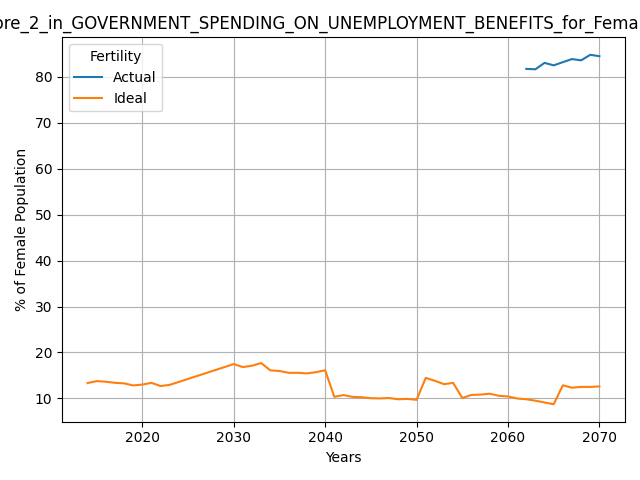 ore_2_in_GOVERNMENT_SPENDING_ON_UNEMPLOYMENT_BENEFITS_for_Fema
Fertility
Actual
Ideal
% of Female Population
80
70
60
50
40
30
20
10
2020 2030 2040 2050 2060 2070
Years